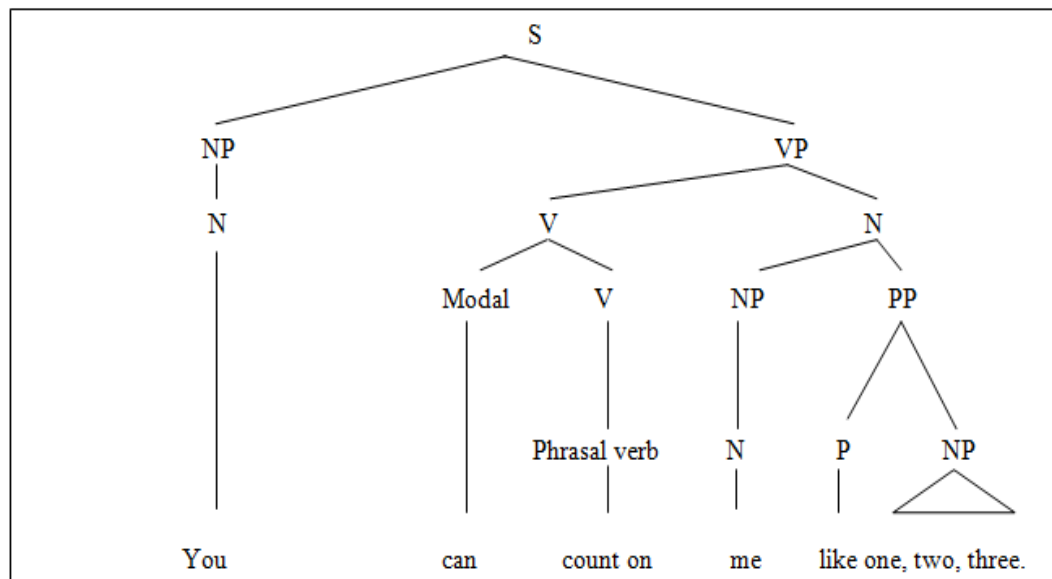 S
NP VP
N V N
Modal V NP PP
Phrasal verb N P NP
You can count on me like one, two, three.